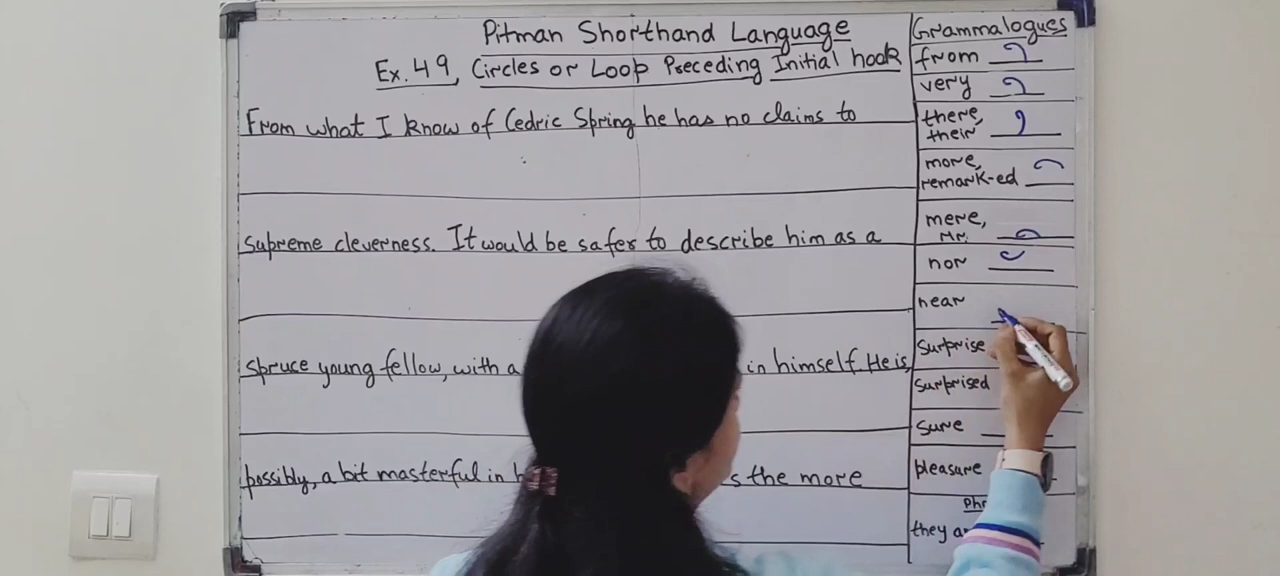 Pitman Shorthand Language
Ex. 49, Circles or Loop Preceding Initial hook
From what I know of Cedric Spring he has no claims to
supreme cleverness. It would be safer to describe him as a
spruce young fellow, with a in himself. He is,
possibly, a bit masterful in the more
Grammalogues
from
very
there,
their
more,
remark-ed
mere,
Mr.
nor
near
Surprise
Surprised
Sure
pleasure
they